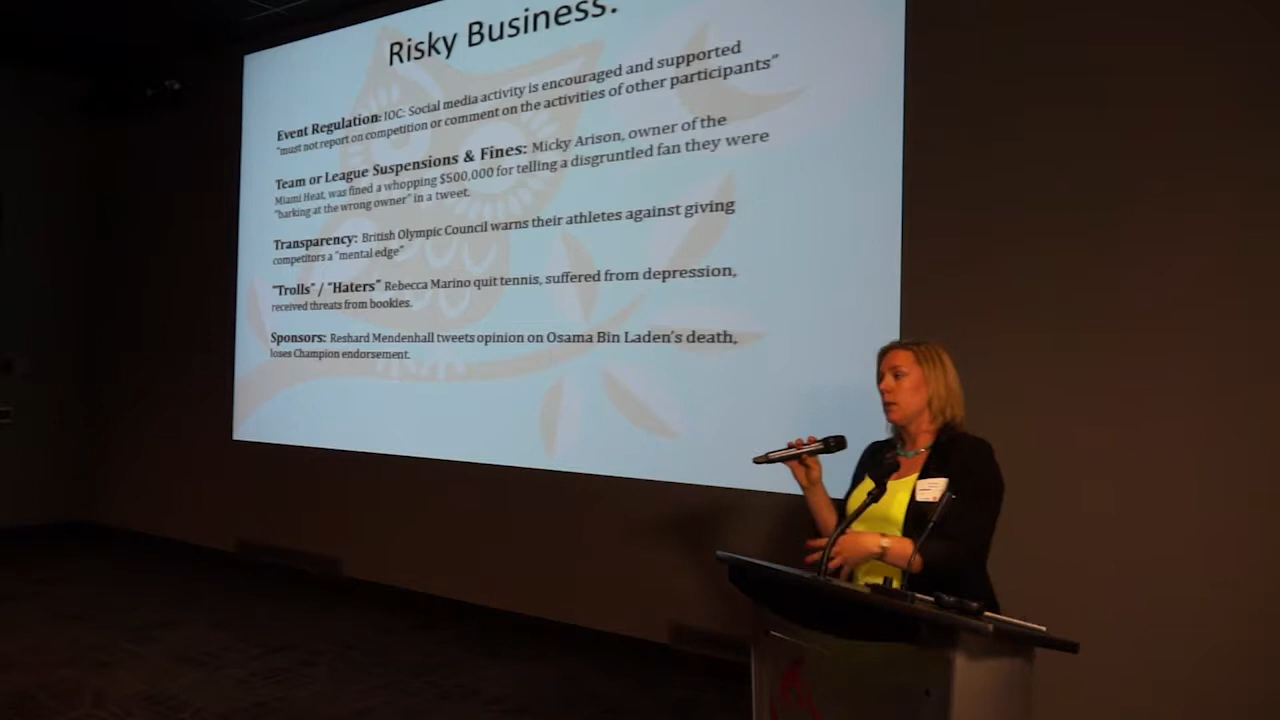 Risky Business.
Event Regulation: IOC: Social media activity is encouraged and supported
"must not report on competition or comment on the activities of other participants"
Team or League Suspensions & Fines: Micky Arison, owner of the
Miami Heat, was fined a whopping $500,000 for telling a disgruntled fan they were
"barking at the wrong owner" in a tweet.
Transparency: British Olympic Council warns their athletes against giving
competitors a "mental edge"
"Trolls" / "Haters" Rebecca Marino quit tennis, suffered from depression,
received threats from bookies.
Sponsors: Reshard Mendenhall tweets opinion on Osama Bin Laden's death,
loses Champion endorsement.